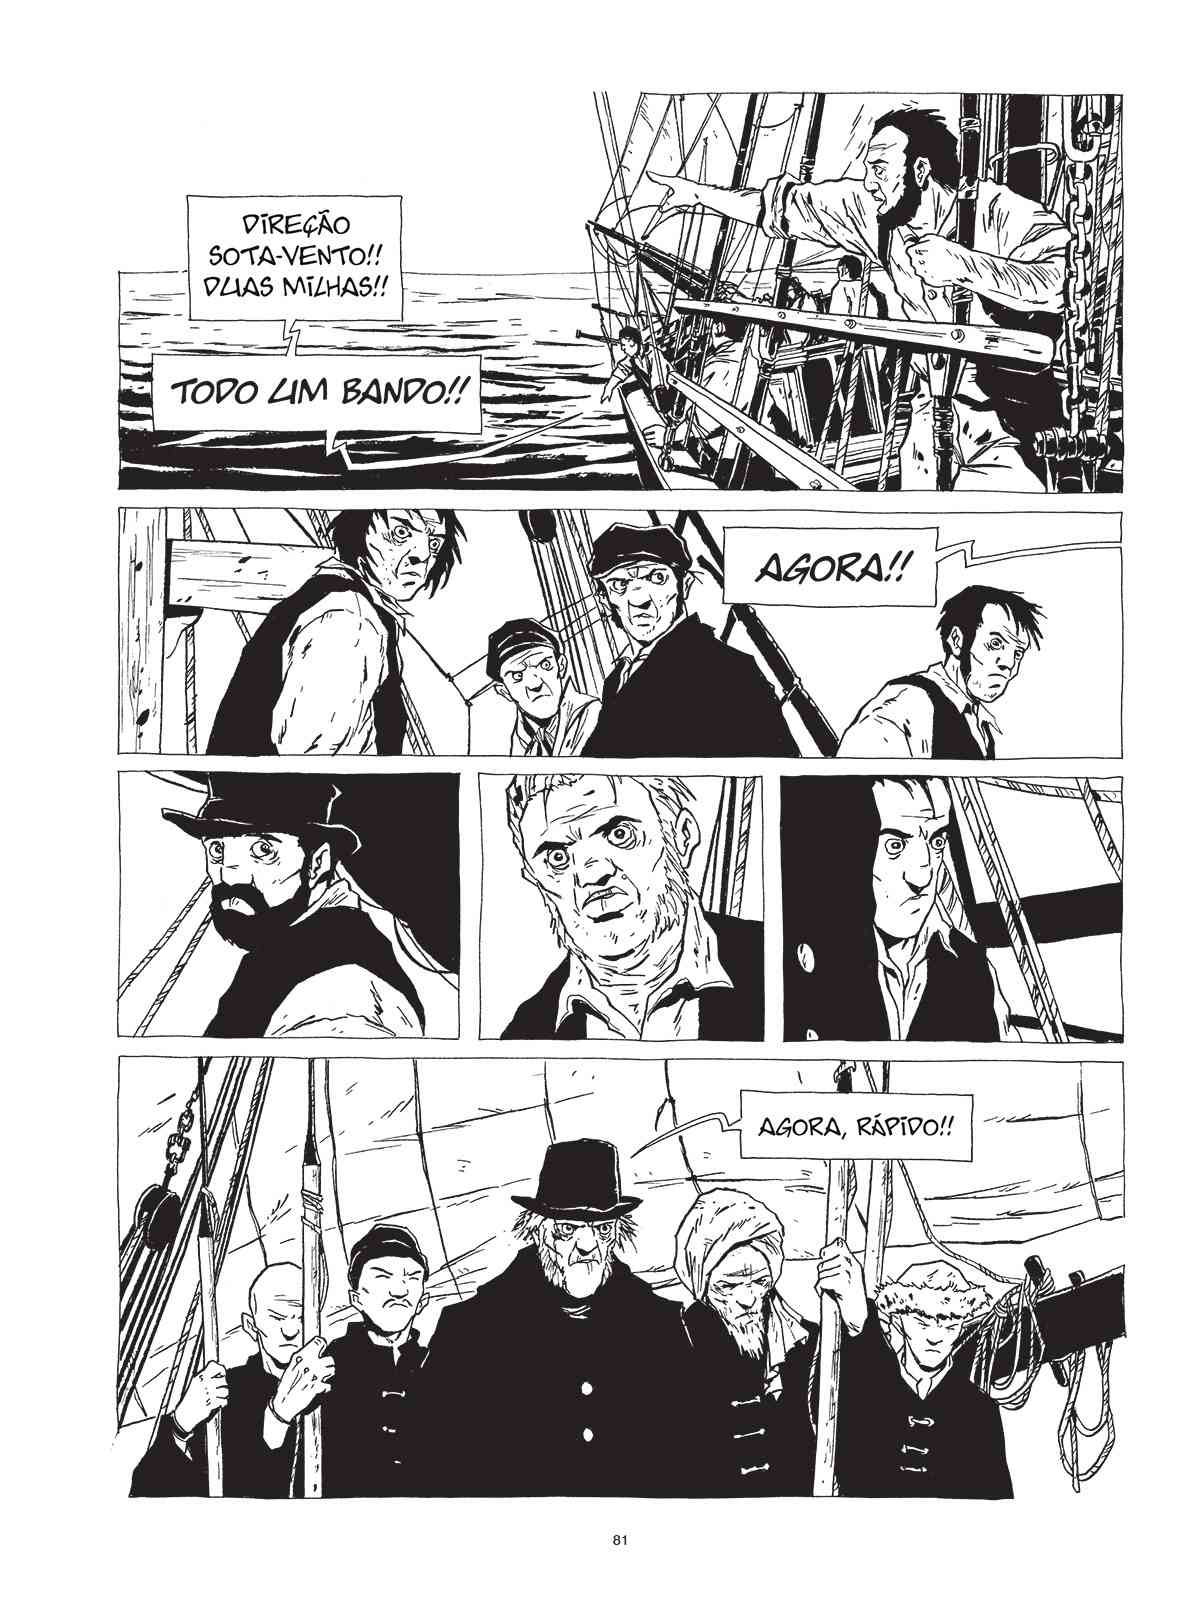 DIREÇÃO
SOTA-VENTO!!
DUAS MILHAS!!
TODO UM BANDO!!
AGORA!!
AGORA, RÁPIDO!!
81